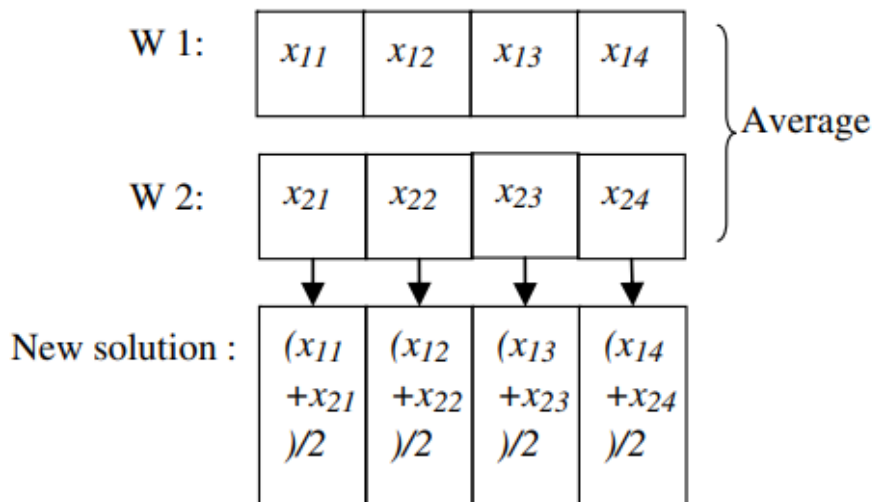 W 1: x11 x12 x13 x14
Average
W 2: x21 x22 x23 x24
New solution : (x11 (x12 (x13 (x14
+x21 +x22 +x23 +x24
)/2 )/2 )/2 )/2